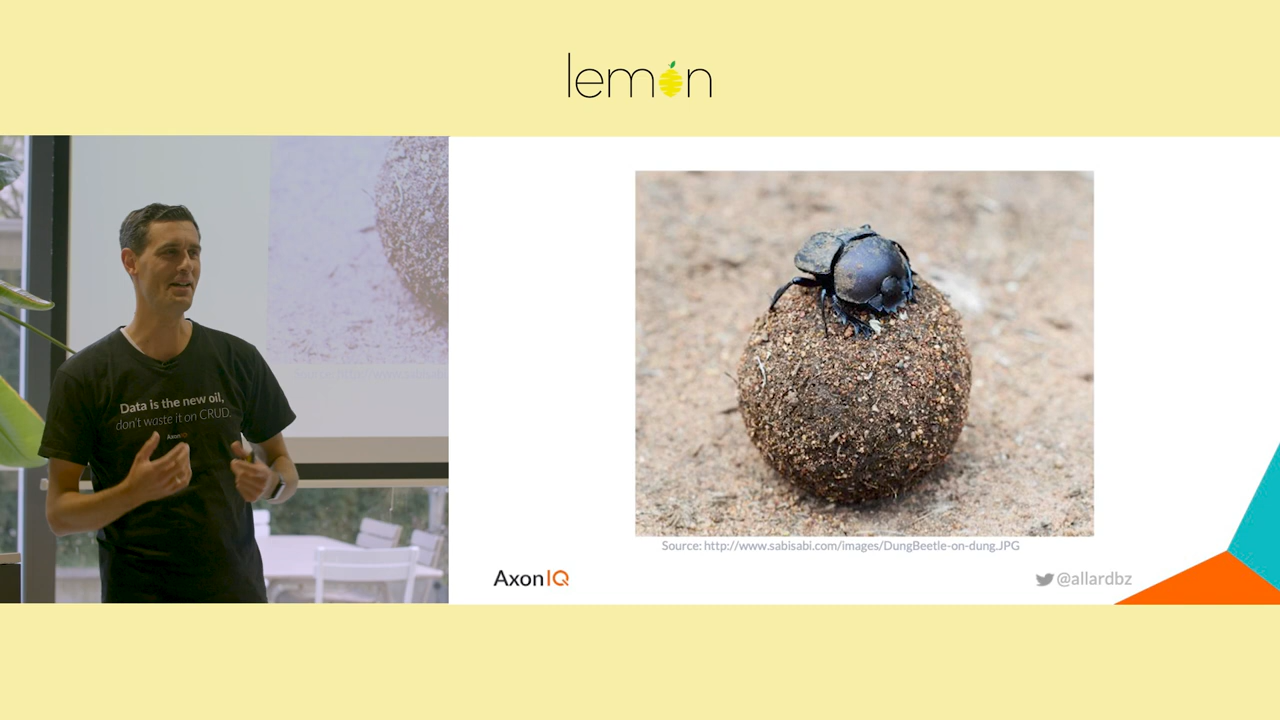 lemon
Data is the new oil,
don't waste it on CRUD.
AxonIQ
Source: http://www.sabisabi.com/images/DungBeetle-on-dung.JPG
AxonIQ
@allardbz